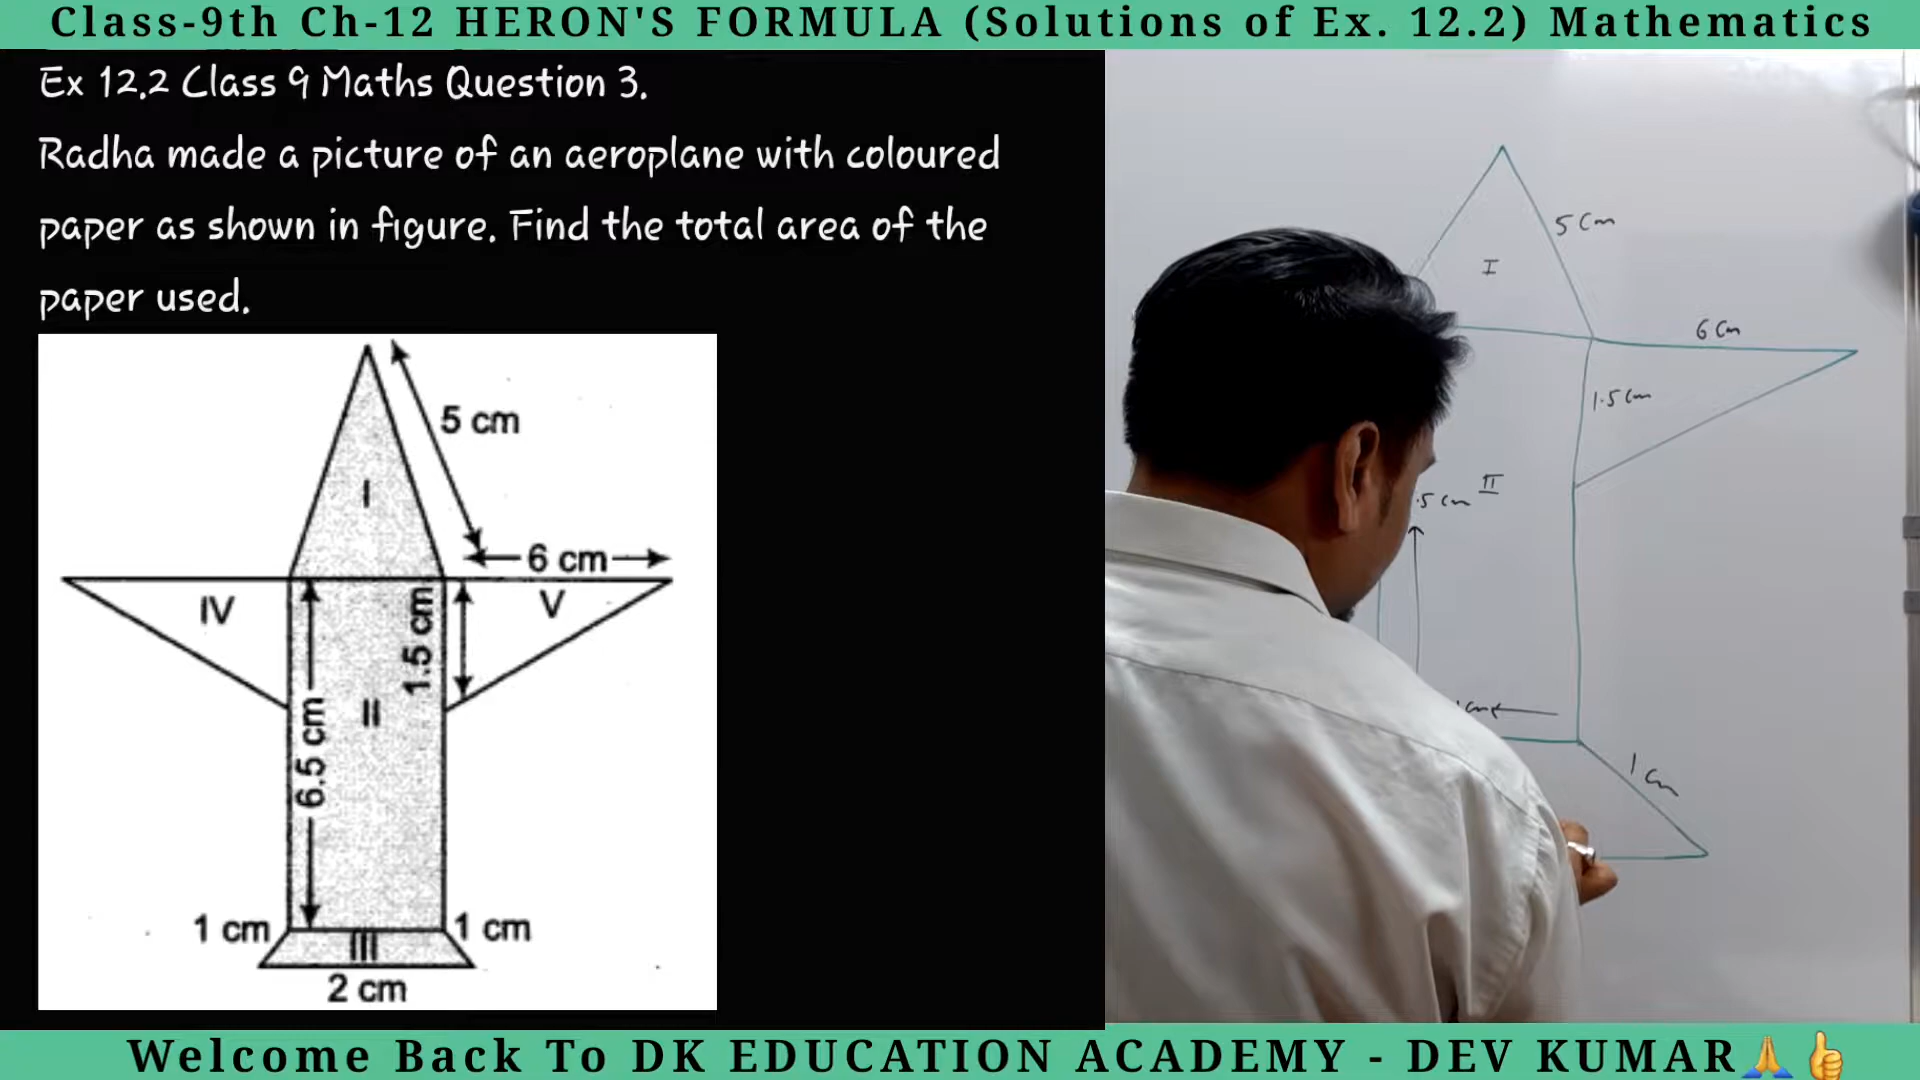 Class-9th Ch-12 HERON'S FORMULA (Solutions of Ex. 12.2) Mathematics
Ex 12.2 Class 9 Maths Question 3.
Radha made a picture of an aeroplane with coloured
paper as shown in figure. Find the total area of the
paper used.
5 cm
I
6 cm
IV
V
1.5 cm
II
6.5 cm
1 cm
1 cm
III
2 cm
5 cm
I
6 cm
1.5 cm
.5 cm II
cm
1 cm
Welcome Back To DK EDUCATION ACADEMY - DEV KUMAR🙏👍